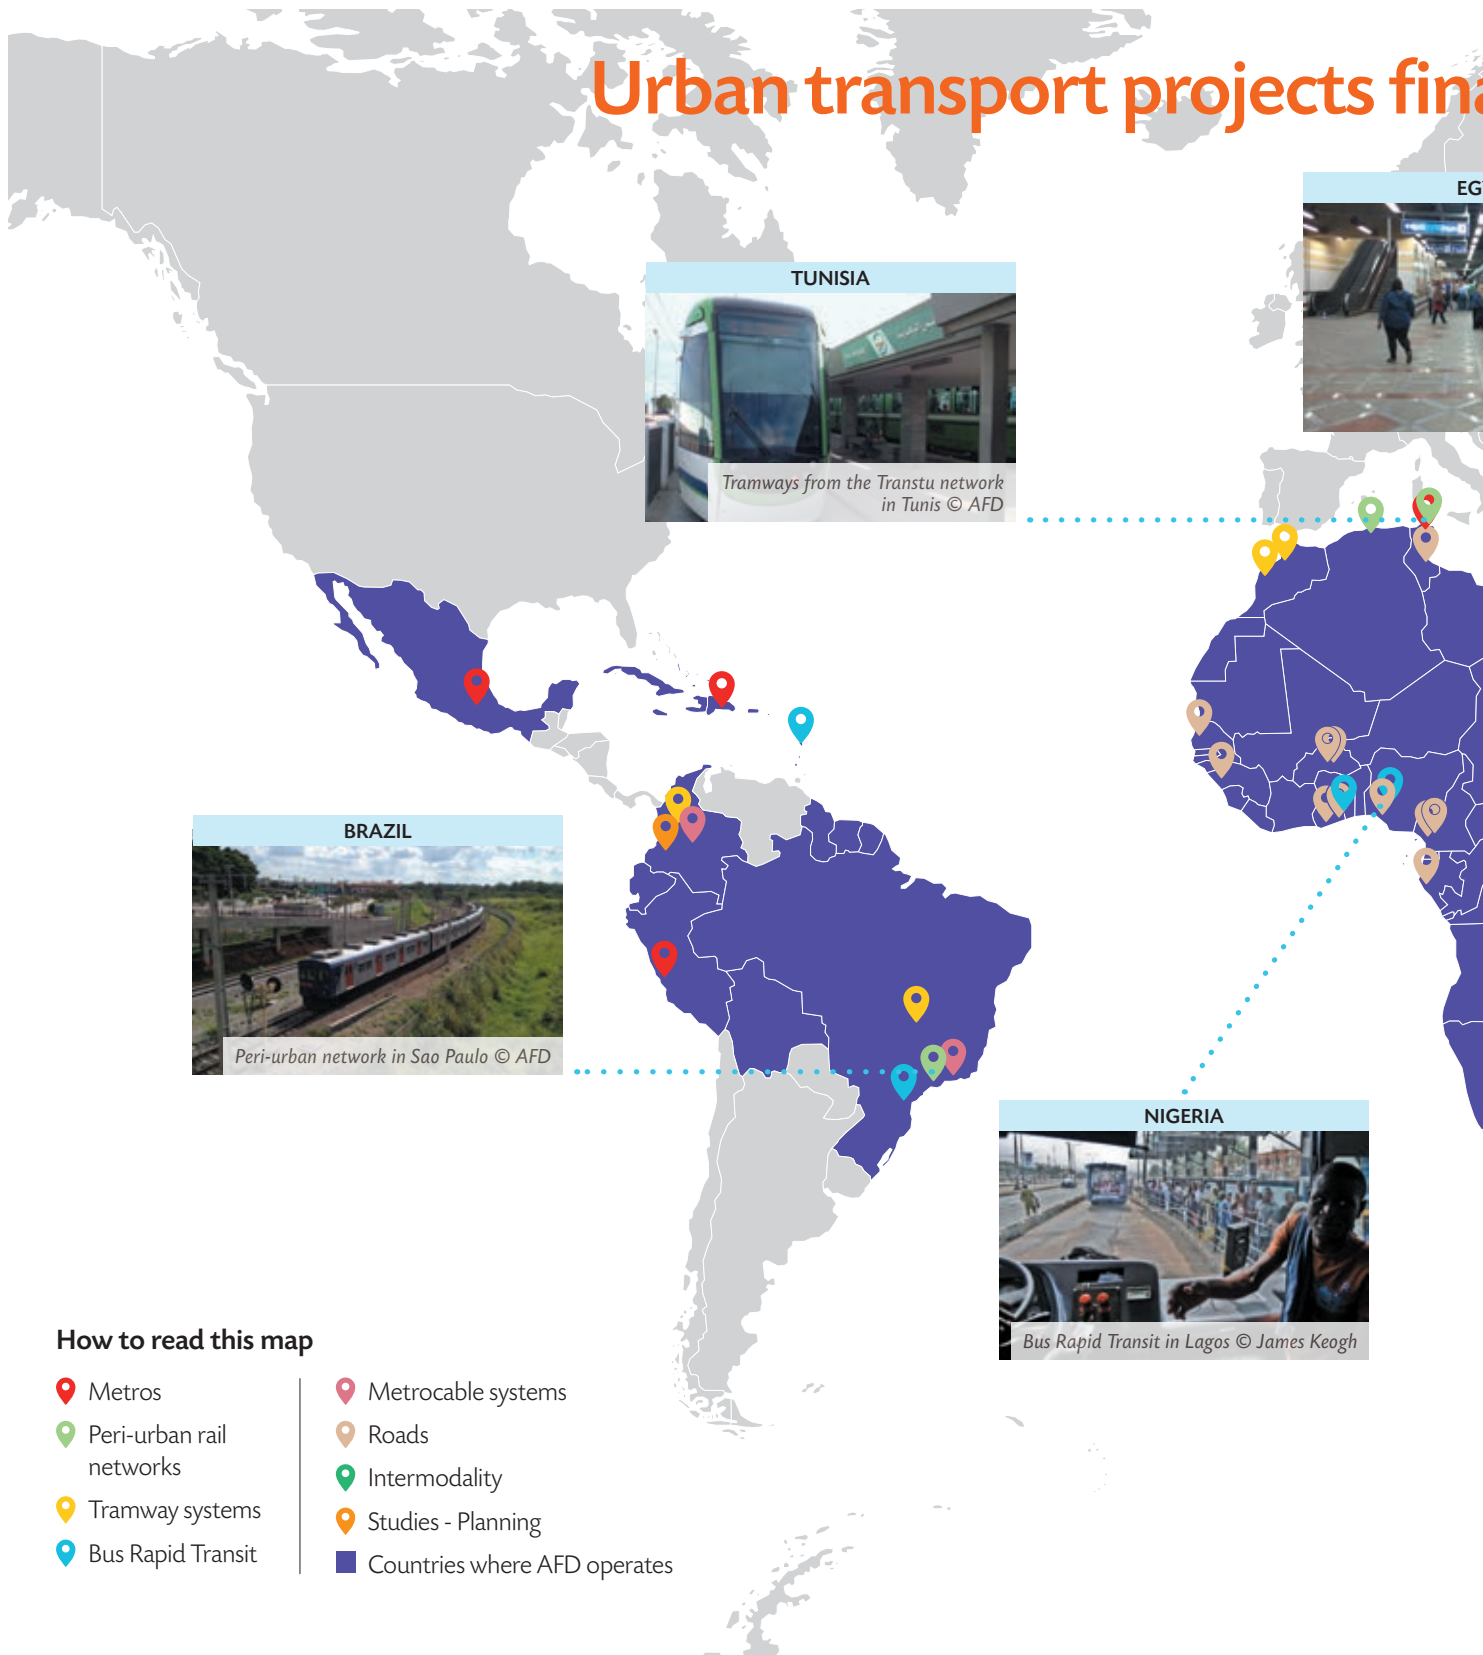 Urban transport projects fina
EG
TUNISIA
Tramways from the Transtu network
in Tunis © AFD
BRAZIL
Peri-urban network in Sao Paulo © AFD
NIGERIA
Bus Rapid Transit in Lagos © James Keogh
How to read this map
Metros
Peri-urban rail
networks
Tramway systems
Bus Rapid Transit
Metrocable systems
Roads
Intermodality
Studies - Planning
Countries where AFD operates